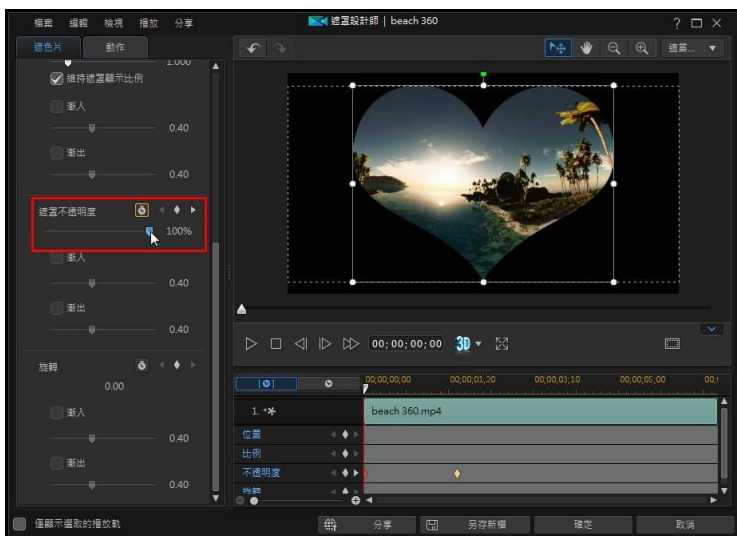 檔案 編輯 檢視 播放 分享
遮罩設計師 | beach 360
? □ ×
遮色片 動作
適當... ▼
1.000
維持遮罩顯示比例
漸入
0.40
漸出
0.40
遮罩不透明度
100%
漸入
0.40
漸出
0.40
旋轉
0.00
漸入
0.40
漸出
0.40
00;00;00;00 3D
00;00;00;00 00;00;01;20 00;00;03;10 00;00;05;00 00;
1.
beach 360.mp4
位置
比例
不透明度
旋轉
僅顯示選取的播放軌
分享 另存新檔 確定 取消